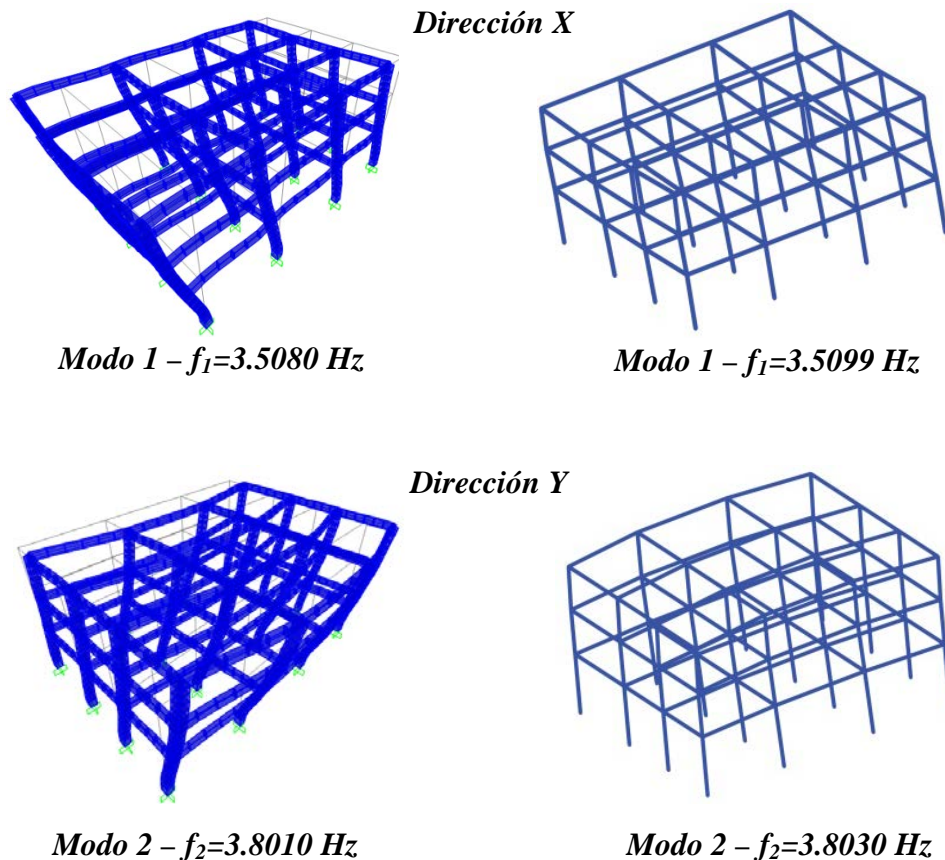 Dirección X
Modo 1 – f1=3.5080 Hz
Modo 1 – f1=3.5099 Hz
Dirección Y
Modo 2 – f2=3.8010 Hz
Modo 2 – f2=3.8030 Hz